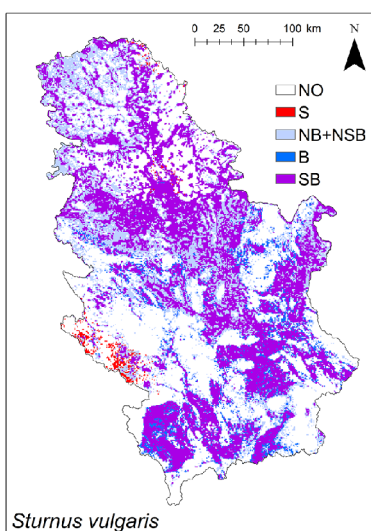 0 25 50 100 km
N
NO
S
NB+NSB
B
SB
Sturnus vulgaris